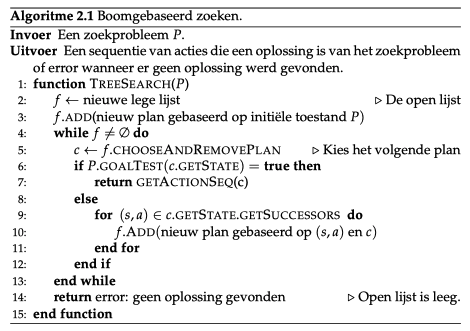 Algoritme 2.1 Boomgebaseerd zoeken.
Invoer Een zoekprobleem P.
Uitvoer Een sequentie van acties die een oplossing is van het zoekprobleem
of error wanneer er geen oplossing werd gevonden.
1: function TREESEARCH(P)
2: f ← nieuwe lege lijst ▷ De open lijst
3: f.ADD(nieuw plan gebaseerd op initiële toestand P)
4: while f ≠ ∅ do
5: c ← f.CHOOSEANDREMOVEPLAN ▷ Kies het volgende plan
6: if P.GOALTEST(c.GETSTATE) = true then
7: return GETACTIONSEQ(c)
8: else
9: for (s, a) ∈ c.GETSTATE.GETSUCCESSORS do
10: f.ADD(nieuw plan gebaseerd op (s, a) en c)
11: end for
12: end if
13: end while
14: return error: geen oplossing gevonden ▷ Open lijst is leeg.
15: end function